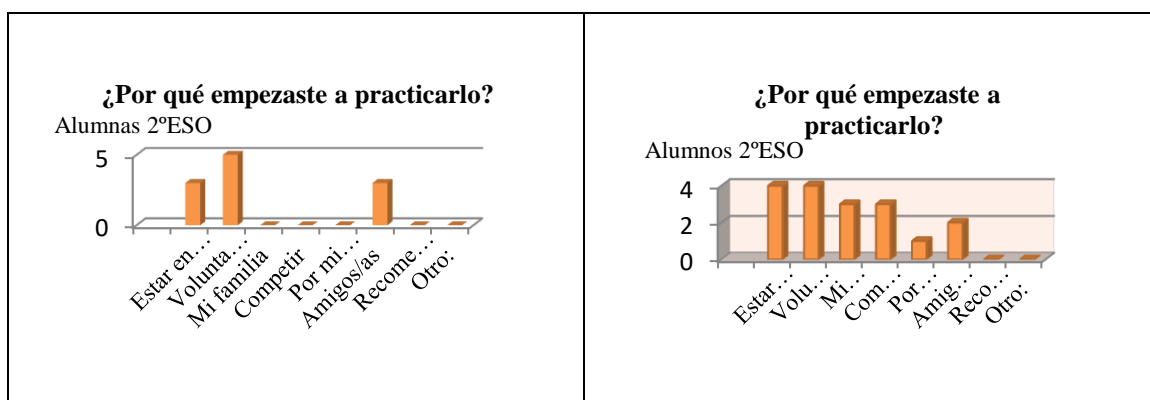 ¿Por qué empezaste a practicarlo?
Alumnas 2ºESO
5
0
Estar en…
Volunta…
Mi familia
Competir
Por mi…
Amigos/as
Recome…
Otro:
¿Por qué empezaste a
practicarlo?
Alumnos 2ºESO
4
2
0
Estar…
Volu…
Mi…
Com…
Por…
Amig…
Reco…
Otro: